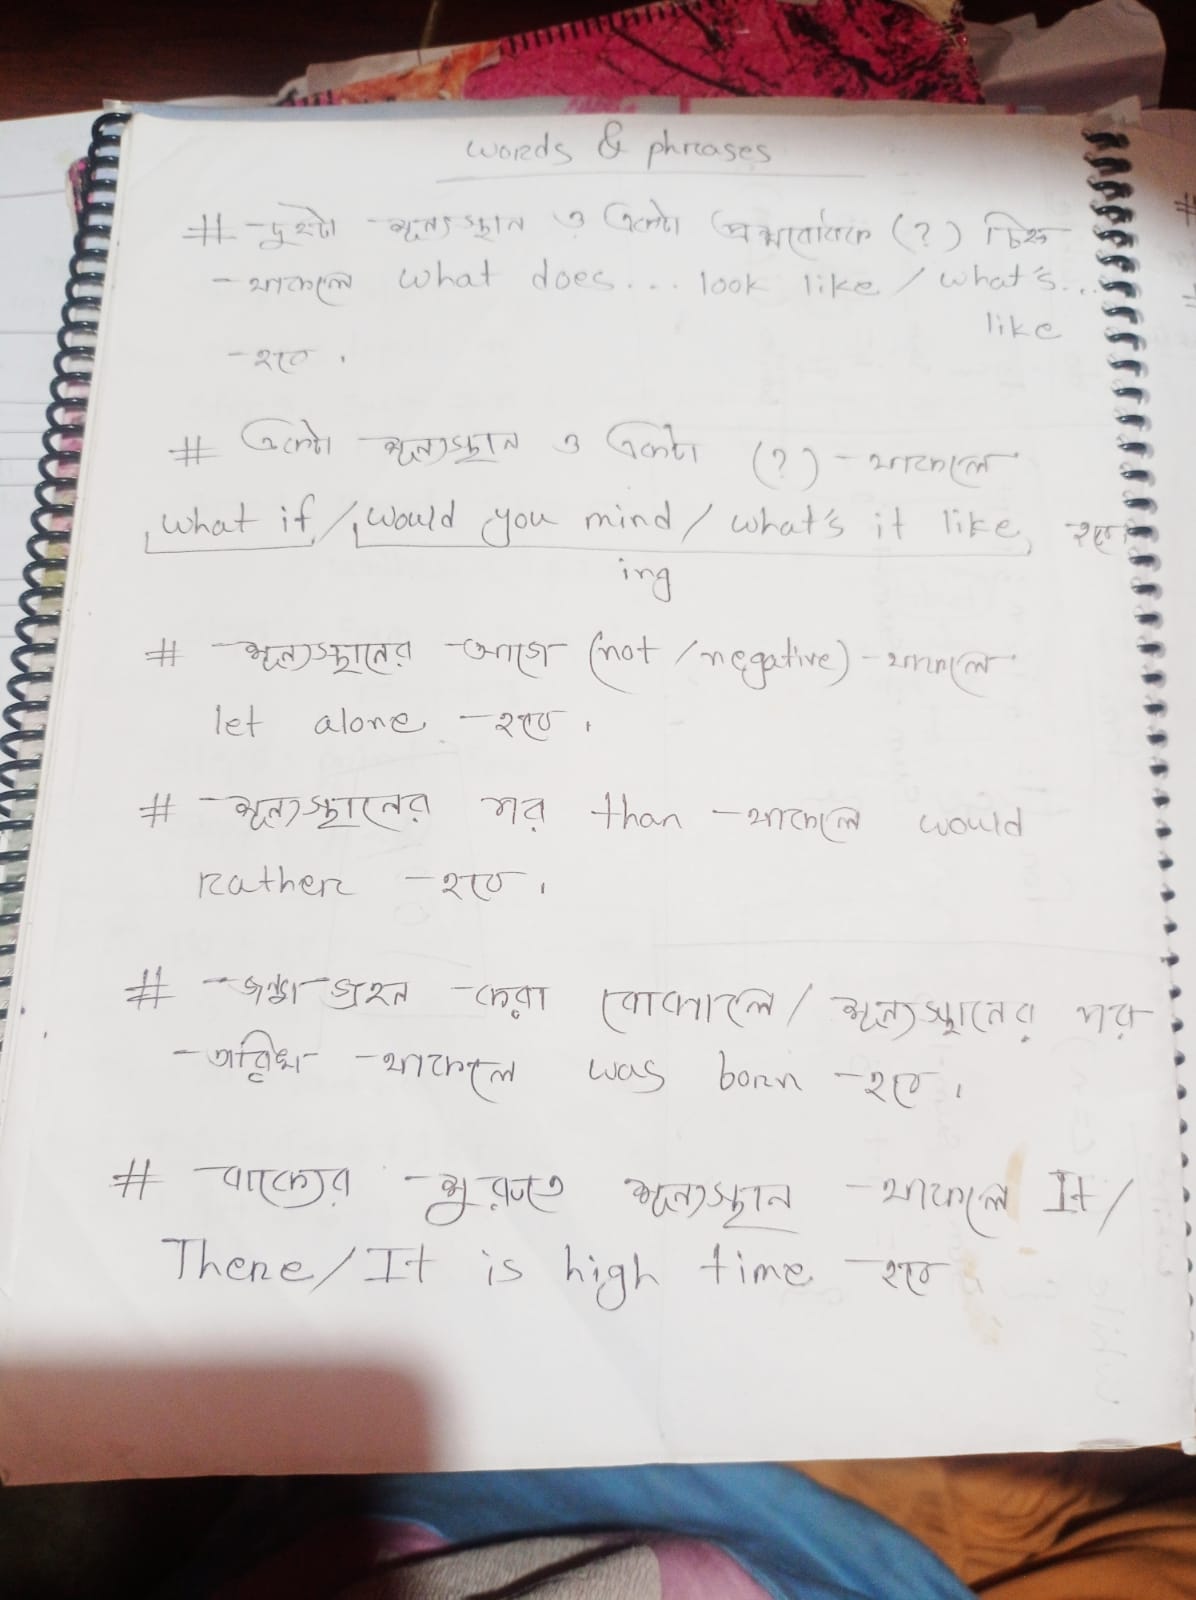 words & phrases
# দুইটা শূন্যস্থান ও একটা প্রশ্নবোধক (?) চিহ্ন
থাকলে what does... look like / what's...
like
হবে।
# একটা শূন্যস্থান ও একটা (?) থাকলে
what if / would you mind / what's it like হবে।
ing
# শূন্যস্থানের আগে (not / negative) থাকলে
let alone হবে।
# শূন্যস্থানের পর than থাকলে would
rather হবে।
# জন্ম গ্রহন করা বোঝালে / শূন্যস্থানের পর
তারিখ থাকলে was born হবে।
# বাক্যের শুরুতে শূন্যস্থান থাকলে It /
There / It is high time হবে